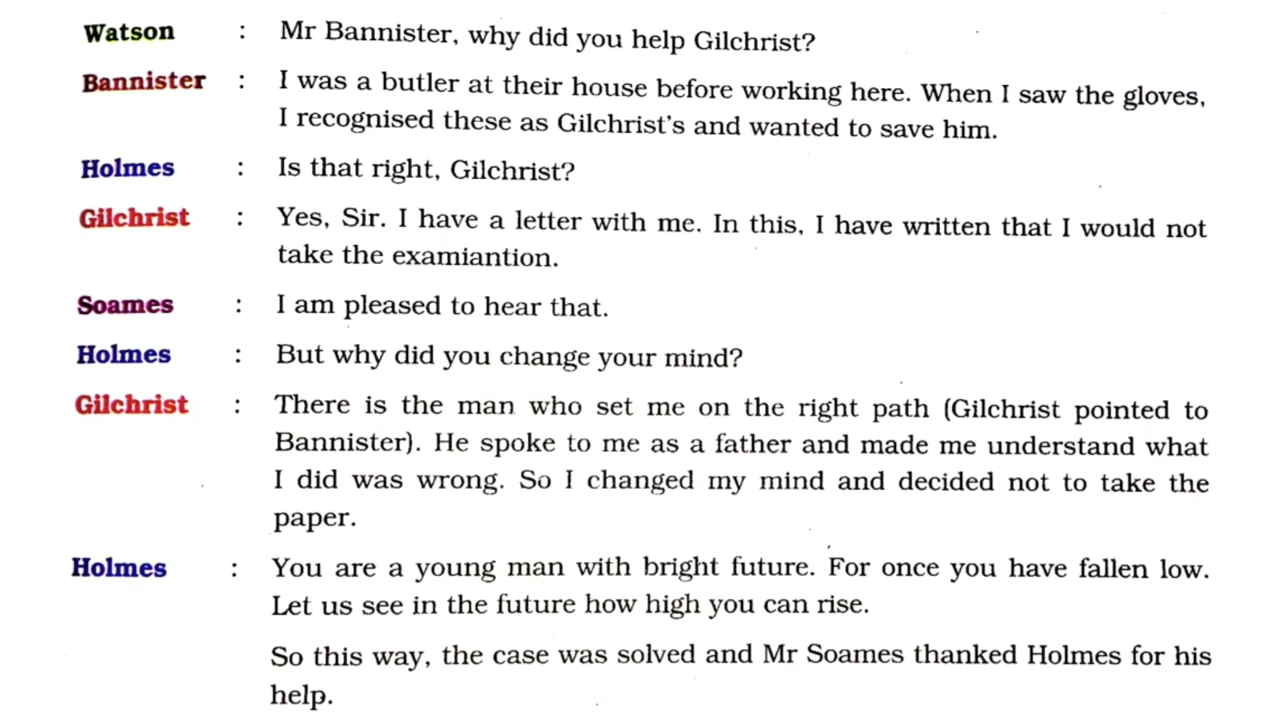 Watson : Mr Bannister, why did you help Gilchrist?
Bannister : I was a butler at their house before working here. When I saw the gloves,
I recognised these as Gilchrist's and wanted to save him.
Holmes : Is that right, Gilchrist?
Gilchrist : Yes, Sir. I have a letter with me. In this, I have written that I would not
take the examiantion.
Soames : I am pleased to hear that.
Holmes : But why did you change your mind?
Gilchrist : There is the man who set me on the right path (Gilchrist pointed to
Bannister). He spoke to me as a father and made me understand what
I did was wrong. So I changed my mind and decided not to take the
paper.
Holmes : You are a young man with bright future. For once you have fallen low.
Let us see in the future how high you can rise.
So this way, the case was solved and Mr Soames thanked Holmes for his
help.